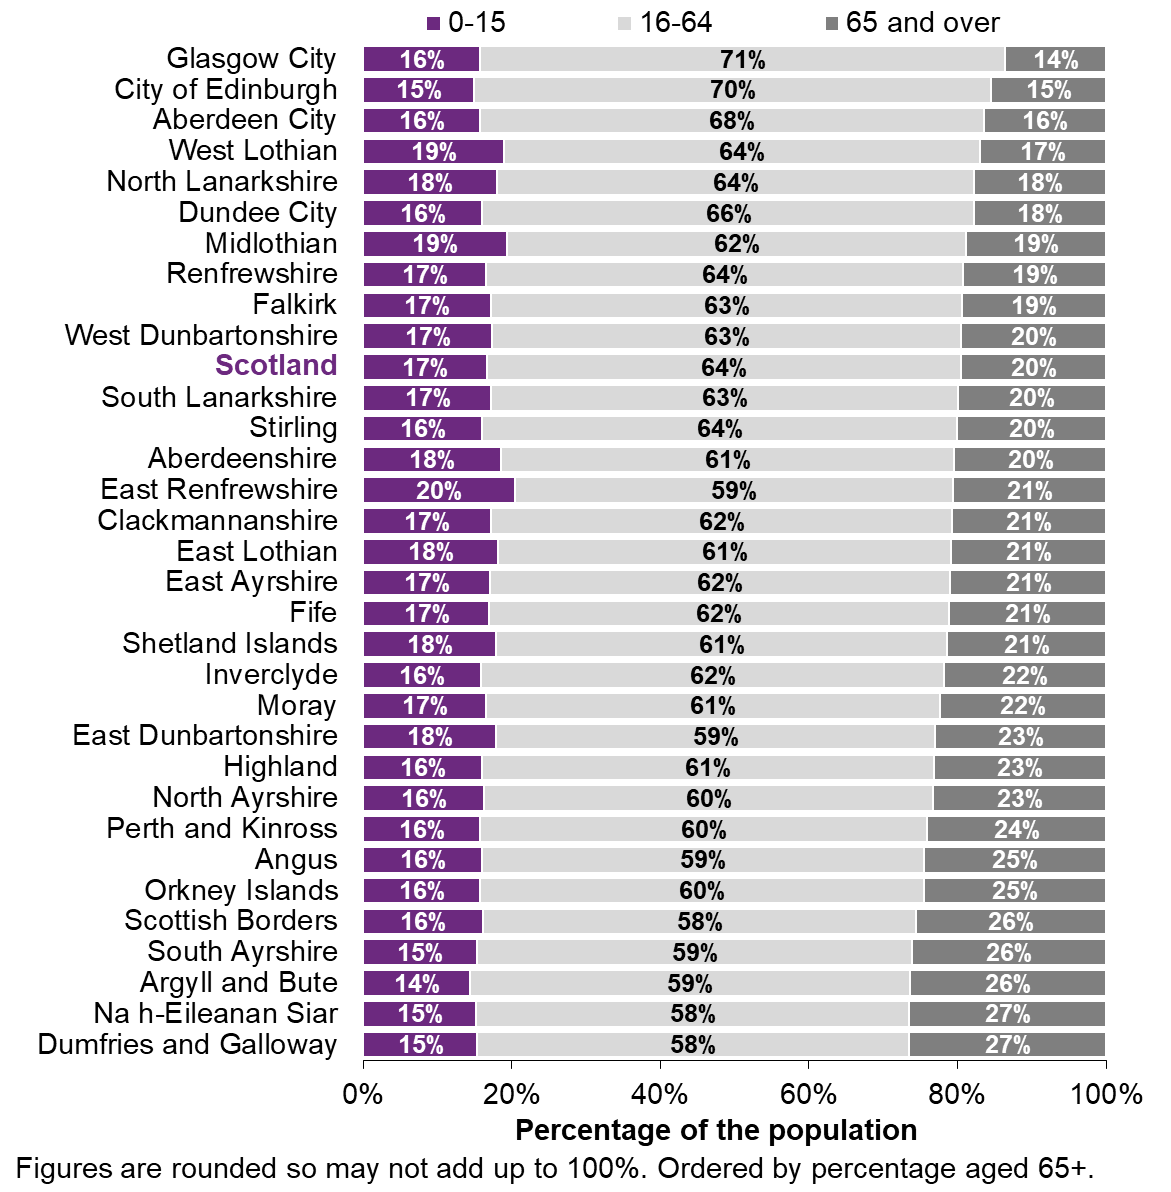 0-15 16-64 65 and over
Glasgow City 16% 71% 14%
City of Edinburgh 15% 70% 15%
Aberdeen City 16% 68% 16%
West Lothian 19% 64% 17%
North Lanarkshire 18% 64% 18%
Dundee City 16% 66% 18%
Midlothian 19% 62% 19%
Renfrewshire 17% 64% 19%
Falkirk 17% 63% 19%
West Dunbartonshire 17% 63% 20%
Scotland 17% 64% 20%
South Lanarkshire 17% 63% 20%
Stirling 16% 64% 20%
Aberdeenshire 18% 61% 20%
East Renfrewshire 20% 59% 21%
Clackmannanshire 17% 62% 21%
East Lothian 18% 61% 21%
East Ayrshire 17% 62% 21%
Fife 17% 62% 21%
Shetland Islands 18% 61% 21%
Inverclyde 16% 62% 22%
Moray 17% 61% 22%
East Dunbartonshire 18% 59% 23%
Highland 16% 61% 23%
North Ayrshire 16% 60% 23%
Perth and Kinross 16% 60% 24%
Angus 16% 59% 25%
Orkney Islands 16% 60% 25%
Scottish Borders 16% 58% 26%
South Ayrshire 15% 59% 26%
Argyll and Bute 14% 59% 26%
Na h-Eileanan Siar 15% 58% 27%
Dumfries and Galloway 15% 58% 27%
0% 20% 40% 60% 80% 100%
Percentage of the population
Figures are rounded so may not add up to 100%. Ordered by percentage aged 65+.